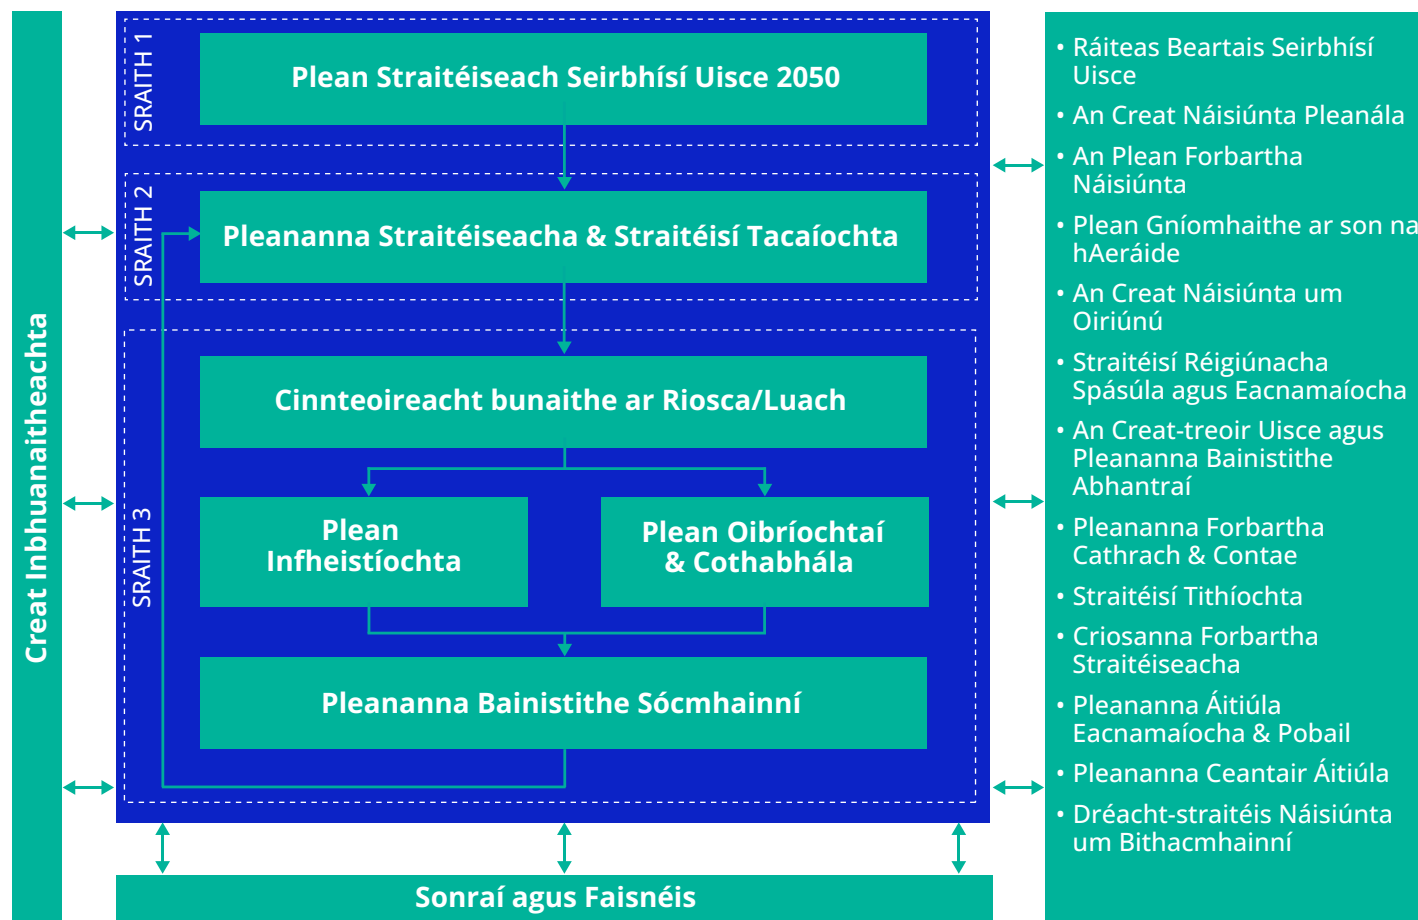 Creat Inbhuanaitheachta
SRAITH 1
Plean Straitéiseach Seirbhísí Uisce 2050
SRAITH 2
Pleananna Straitéiseacha & Straitéisí Tacaíochta
SRAITH 3
Cinnteoireacht bunaithe ar Riosca/Luach
Plean
Infheistíochta
Plean Oibríochtaí
& Cothabhála
Pleananna Bainistithe Sócmhainní
Sonraí agus Faisnéis
• Ráiteas Beartais Seirbhísí
Uisce
• An Creat Náisiúnta Pleanála
• An Plean Forbartha
Náisiúnta
• Plean Gníomhaithe ar son na
hAeráide
• An Creat Náisiúnta um
Oiriúnú
• Straitéisí Réigiúnacha
Spásúla agus Eacnamaíocha
• An Creat-treoir Uisce agus
Pleananna Bainistithe
Abhantraí
• Pleananna Forbartha
Cathrach & Contae
• Straitéisí Tithíochta
• Criosanna Forbartha
Straitéiseacha
• Pleananna Áitiúla
Eacnamaíocha & Pobail
• Pleananna Ceantair Áitiúla
• Dréacht-straitéis Náisiúnta
um Bithacmhainní